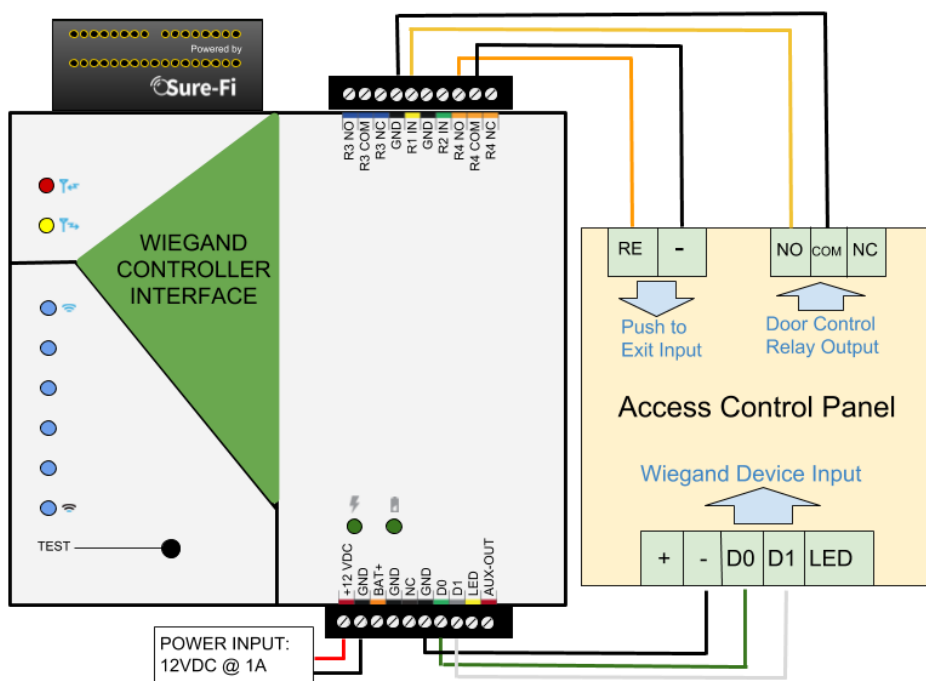 Powered by
Sure-Fi
R3 NO
R3 COM
R3 NC
GND
R1 IN
GND
R2 IN
R4 NO
R4 COM
R4 NC
WIEGAND
CONTROLLER
INTERFACE
TEST
+12 VDC
GND
BAT+
GND
NC
GND
D0
D1
LED
AUX-OUT
POWER INPUT:
12VDC @ 1A
RE
-
NO
COM
NC
Push to
Exit Input
Door Control
Relay Output
Access Control Panel
Wiegand Device Input
+
-
D0
D1
LED